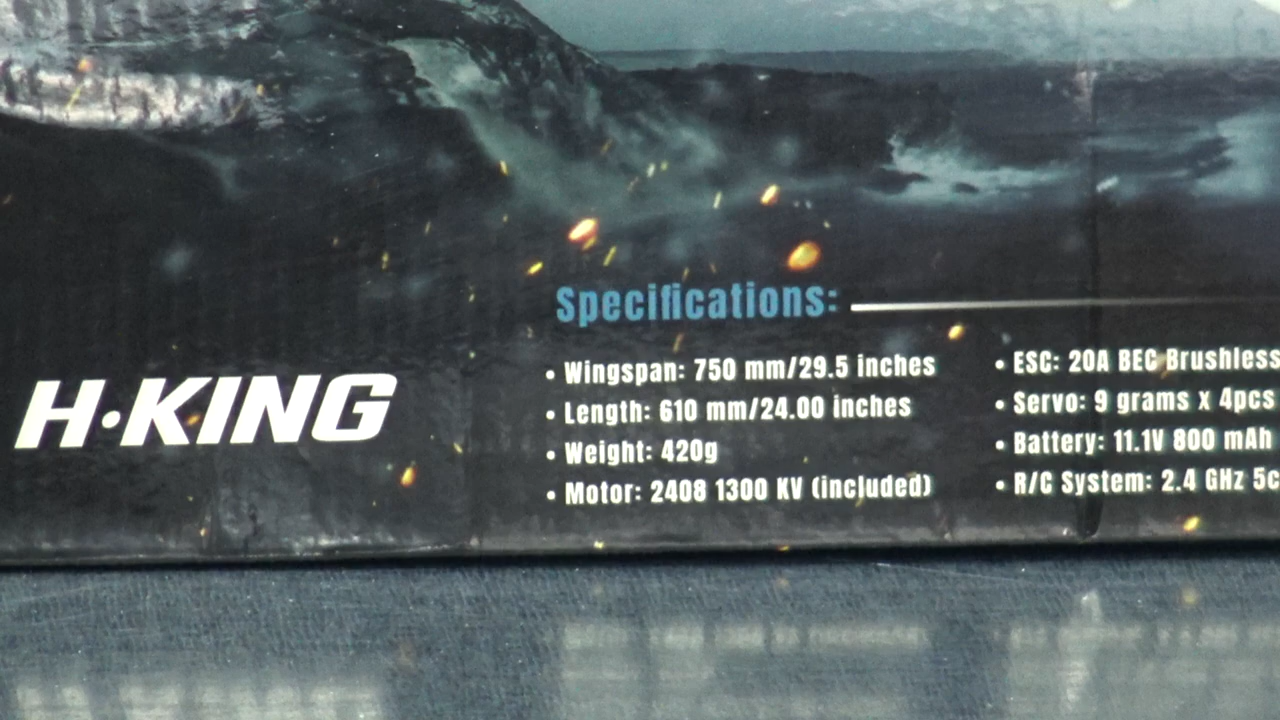 Specifications:
H·KING
• Wingspan: 750 mm/29.5 inches
• Length: 610 mm/24.00 inches
• Weight: 420g
• Motor: 2408 1300 KV (included)
• ESC: 20A BEC Brushless
• Servo: 9 grams x 4pcs
• Battery: 11.1V 800 mAh
• R/C System: 2.4 GHz 5c